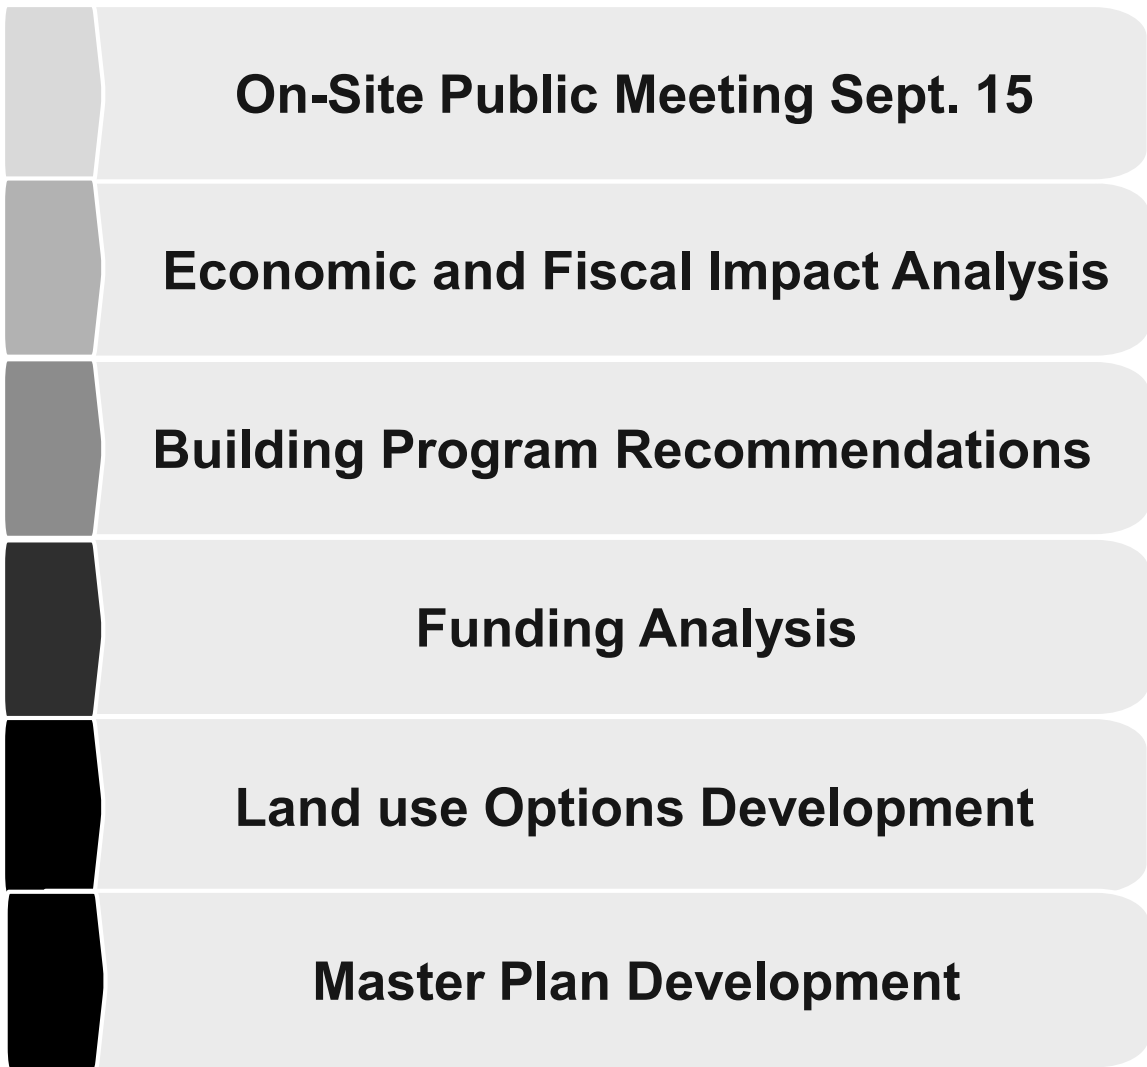 On-Site Public Meeting Sept. 15
Economic and Fiscal Impact Analysis
Building Program Recommendations
Funding Analysis
Land use Options Development
Master Plan Development